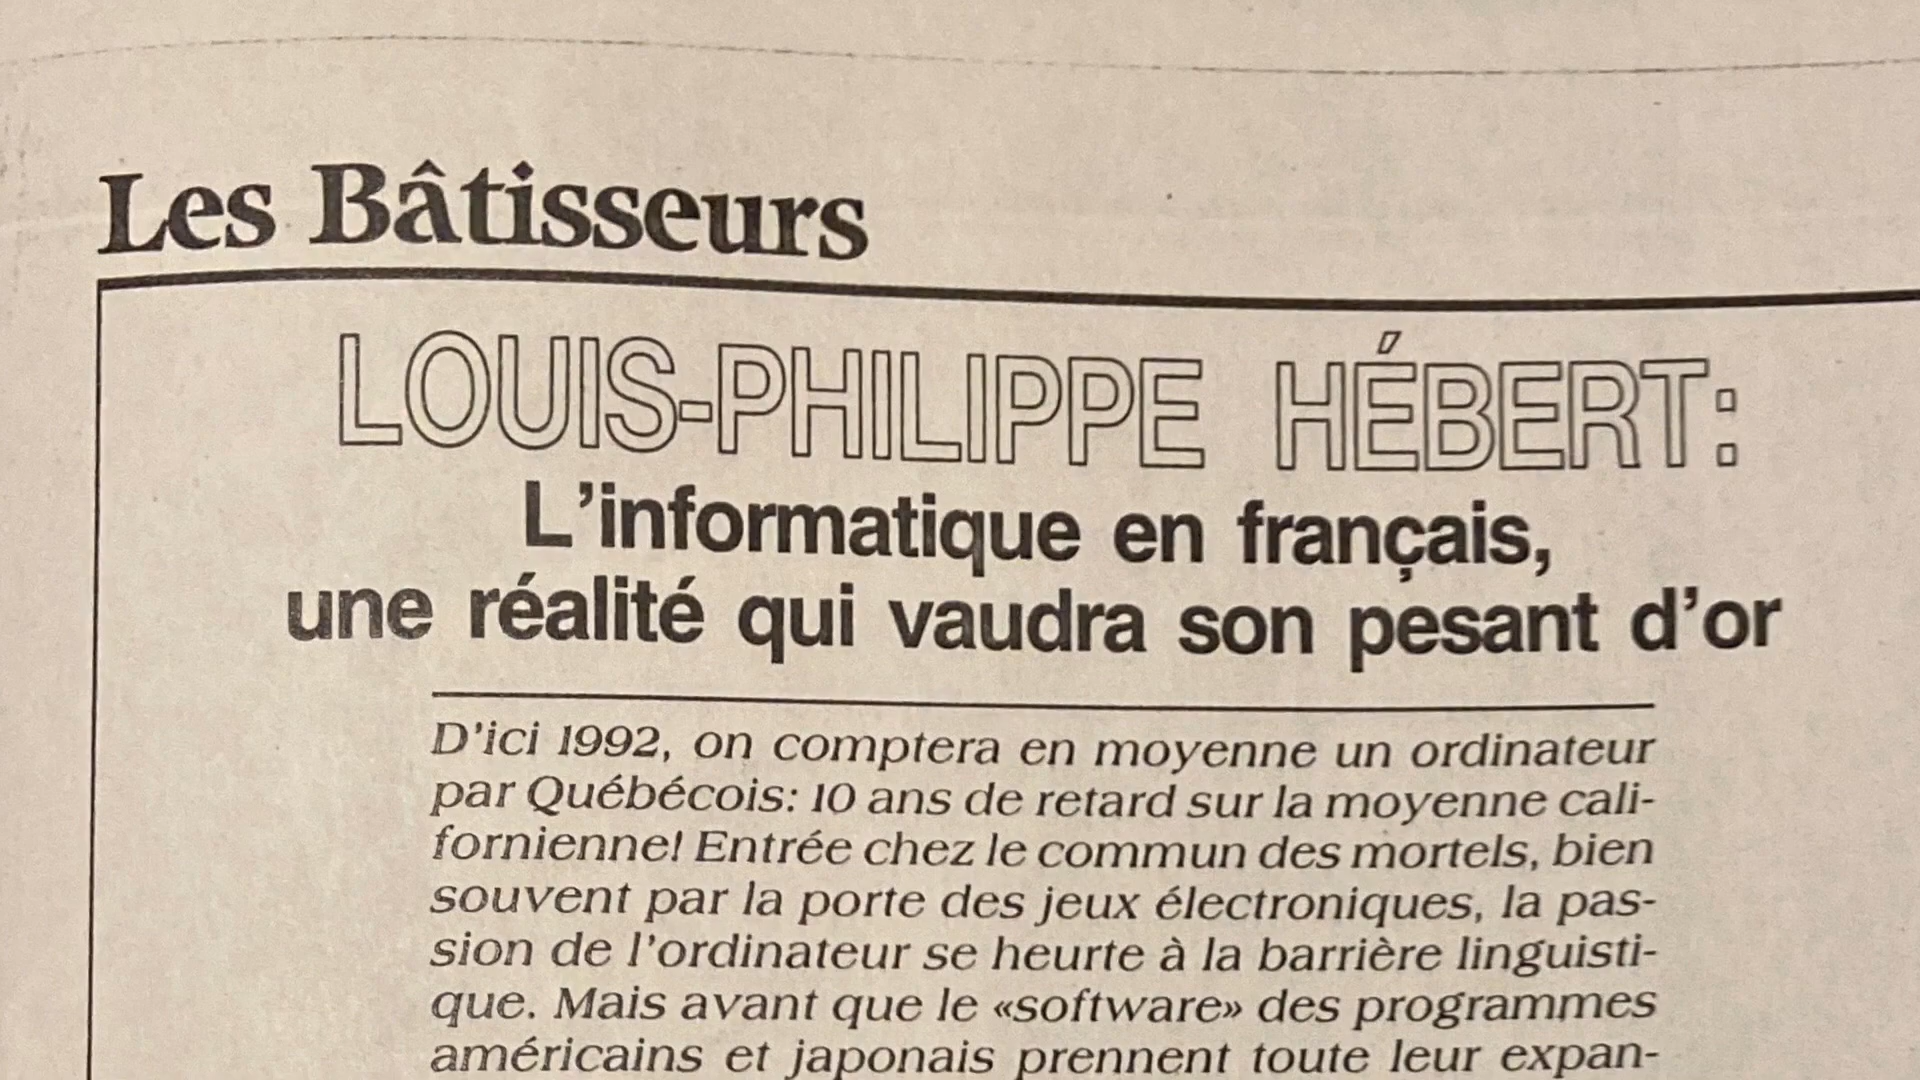 Les Bâtisseurs
LOUIS-PHILIPPE HÉBERT:
L'informatique en français,
une réalité qui vaudra son pesant d'or
D'ici 1992, on comptera en moyenne un ordinateur
par Québécois: 10 ans de retard sur la moyenne cali-
fornienne! Entrée chez le commun des mortels, bien
souvent par la porte des jeux électroniques, la pas-
sion de l'ordinateur se heurte à la barrière linguisti-
que. Mais avant que le «software» des programmes
américains et japonais prennent toute leur expan-